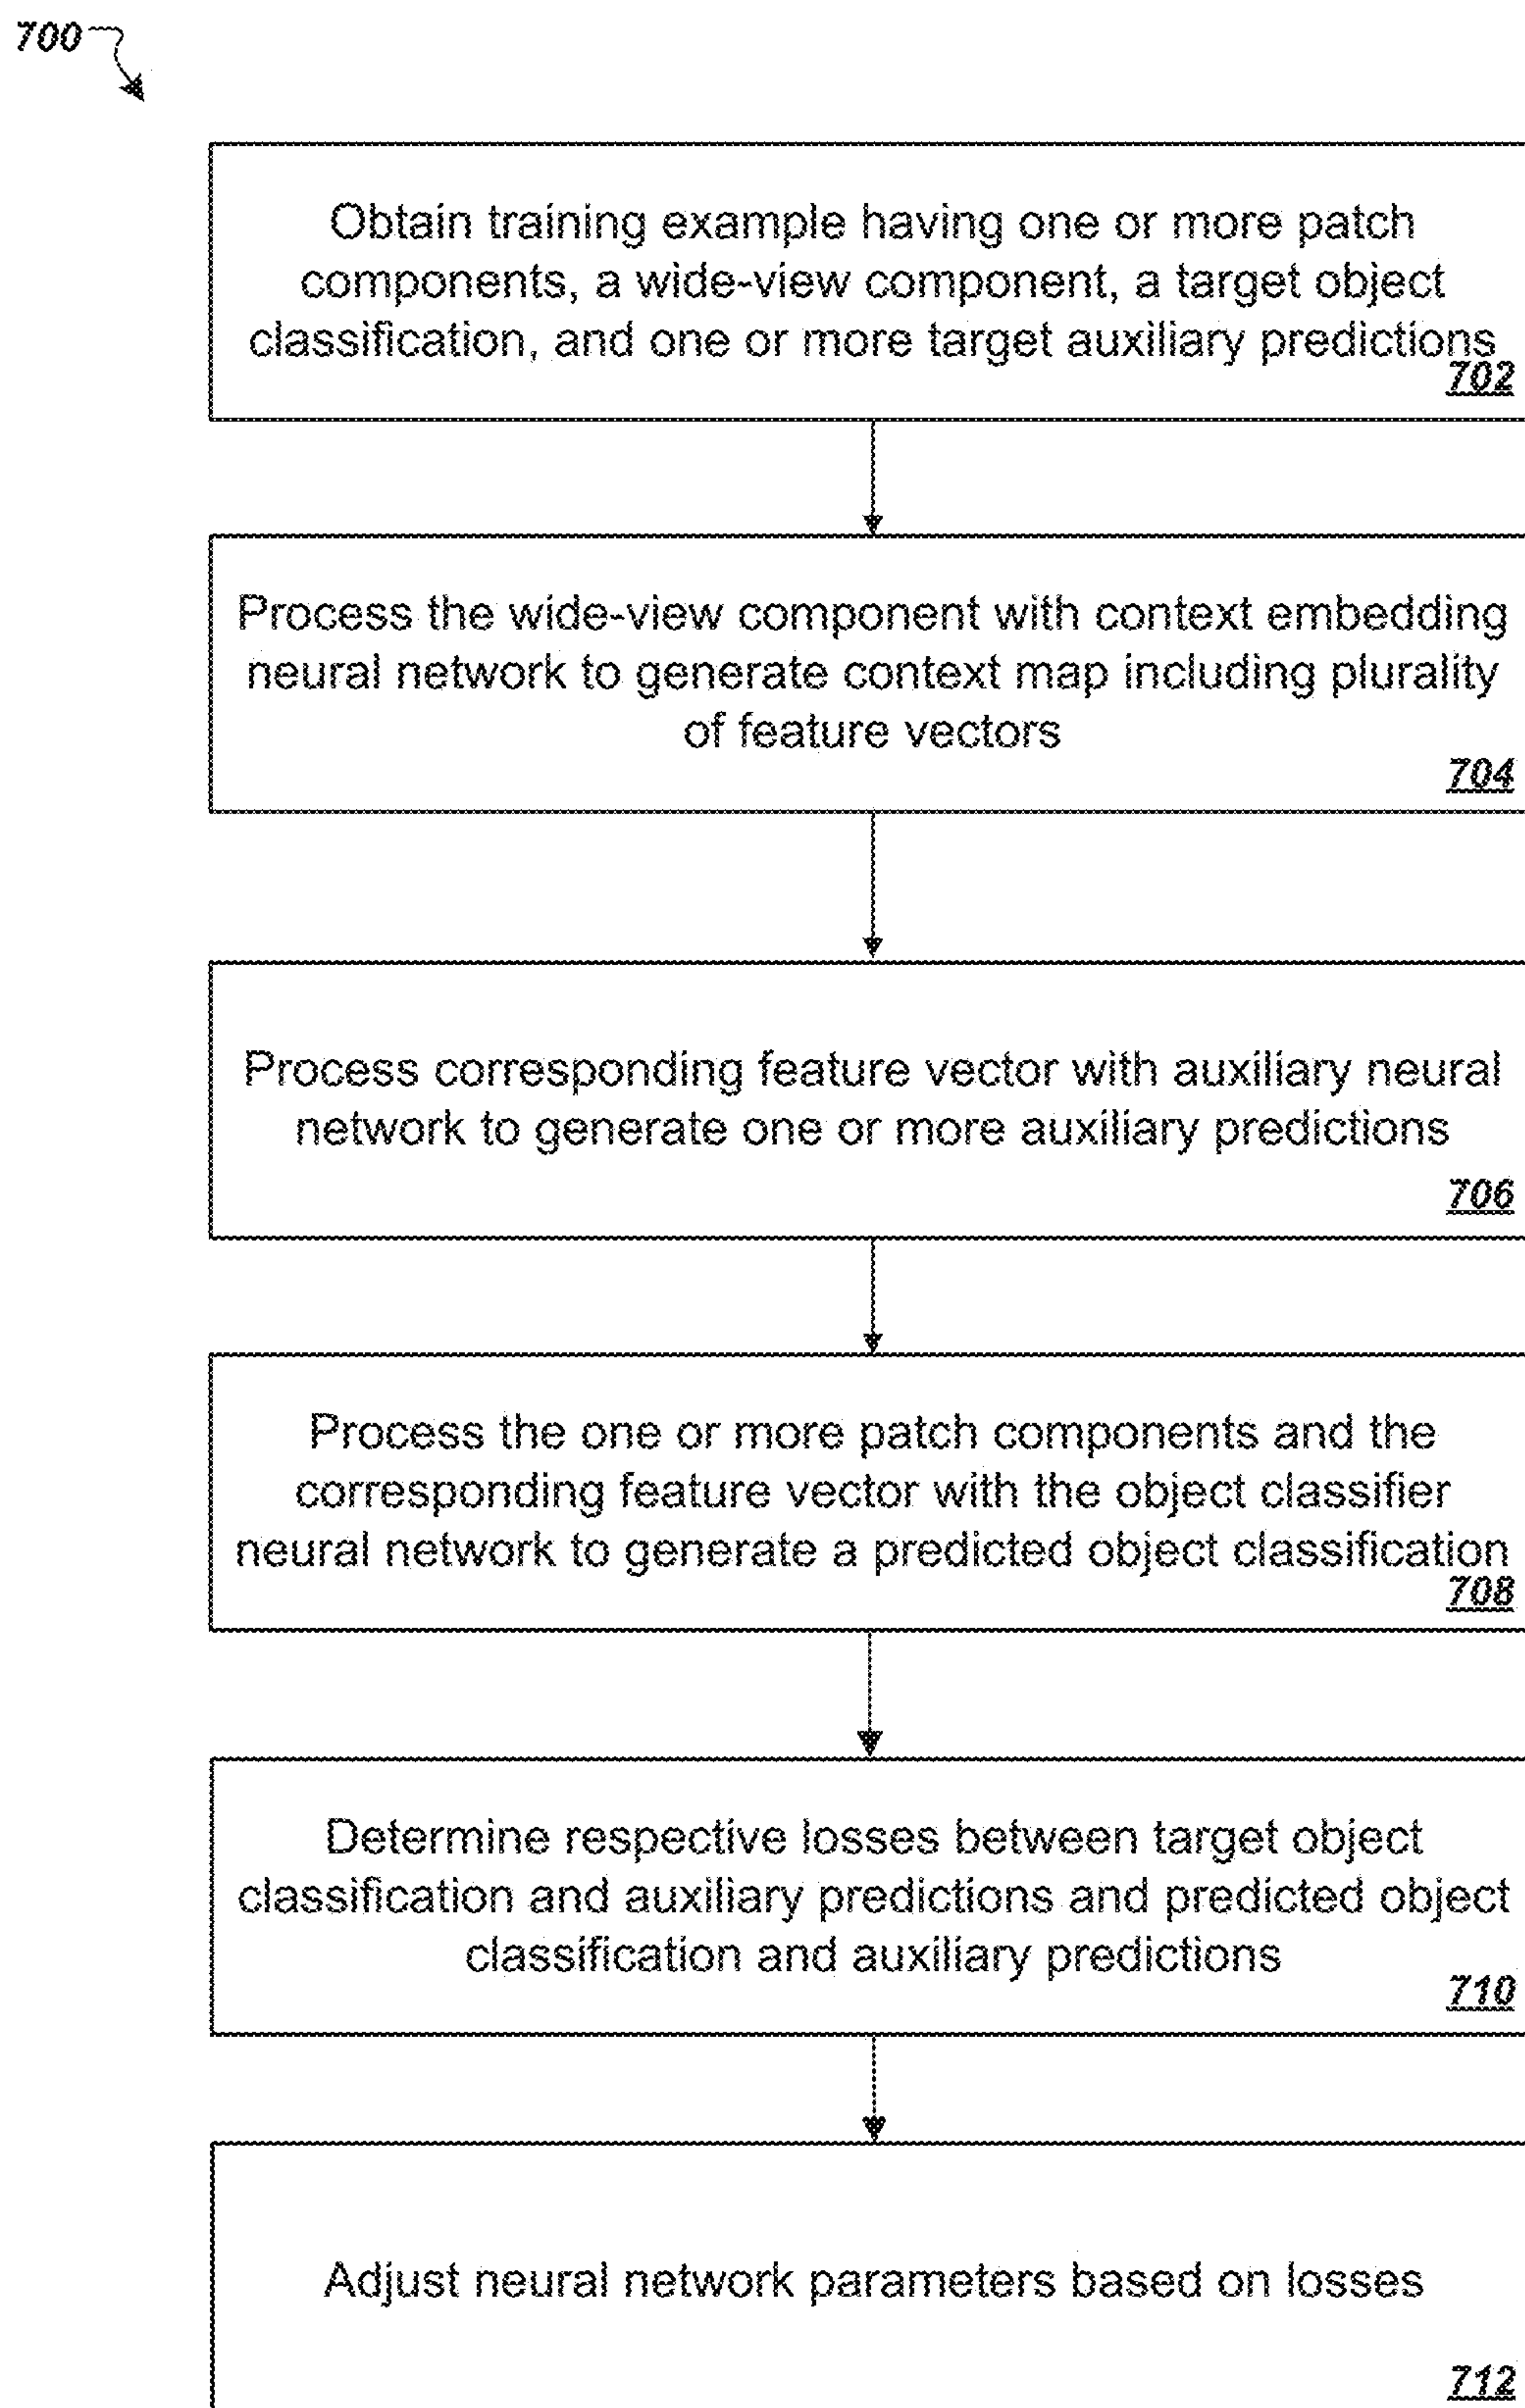 700
Obtain training example having one or more patch
components, a wide-view component, a target object
classification, and one or more target auxiliary predictions
702
Process the wide-view component with context embedding
neural network to generate context map including plurality
of feature vectors
704
Process corresponding feature vector with auxiliary neural
network to generate one or more auxiliary predictions
706
Process the one or more patch components and the
corresponding feature vector with the object classifier
neural network to generate a predicted object classification
708
Determine respective losses between target object
classification and auxiliary predictions and predicted object
classification and auxiliary predictions
710
Adjust neural network parameters based on losses
712